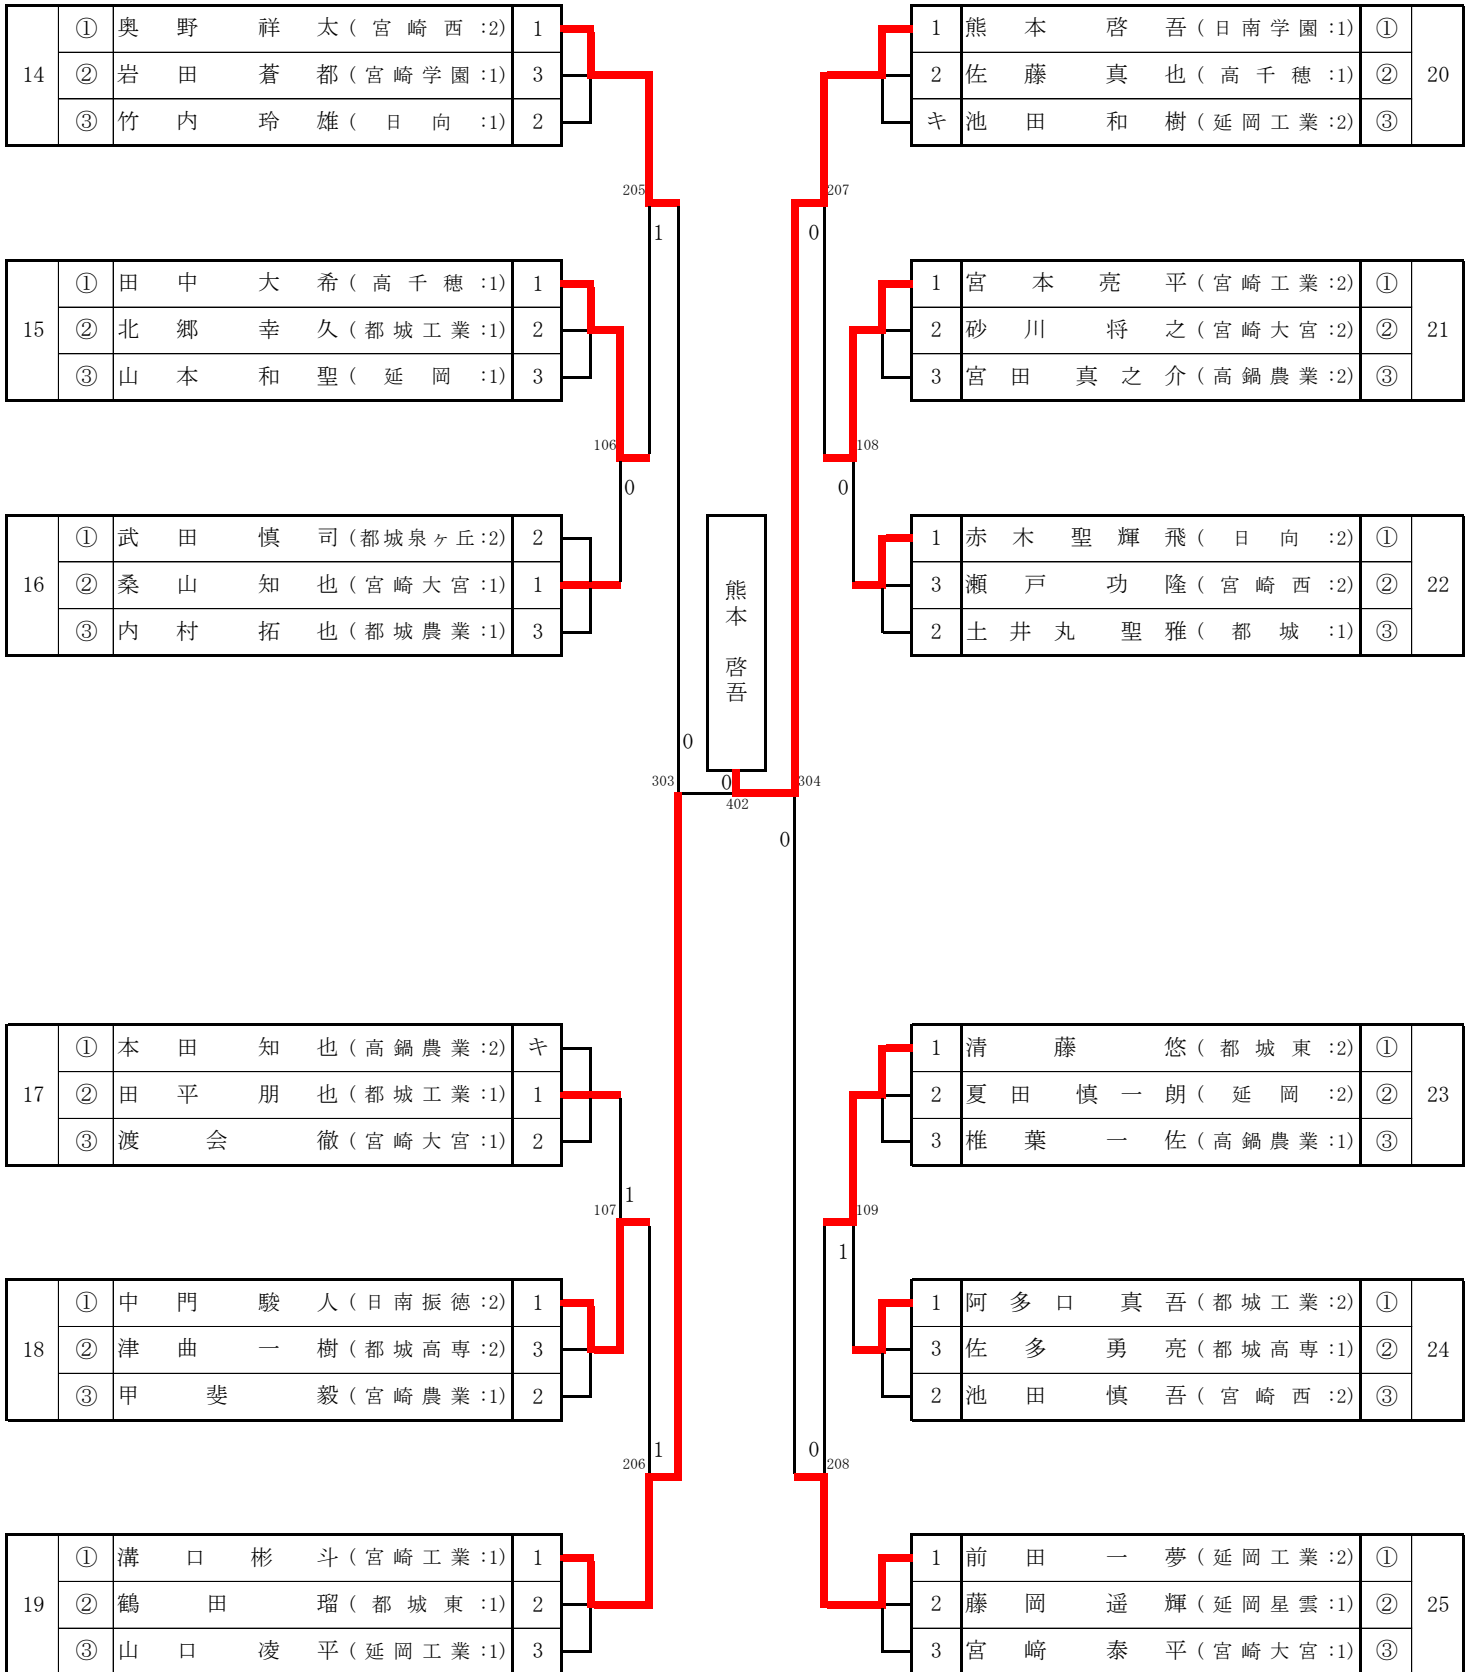 14
① 奥野祥太(宮崎西:2) 1
② 岩田蒼都(宮崎学園:1) 3
③ 竹内玲雄(日向:1) 2
205
1
15
① 田中大希(高千穂:1) 1
② 北郷幸久(都城工業:1) 2
③ 山本和聖(延岡:1) 3
106
0
16
① 武田慎司(都城泉ヶ丘:2) 2
② 桑山知也(宮崎大宮:1) 1
③ 内村拓也(都城農業:1) 3
0
303
17
① 本田知也(高鍋農業:2) キ
② 田平朋也(都城工業:1) 1
③ 渡会徹(宮崎大宮:1) 2
1
107
18
① 中門駿人(日南振徳:2) 1
② 津曲一樹(都城高専:2) 3
③ 甲斐毅(宮崎農業:1) 2
1
206
19
① 溝口彬斗(宮崎工業:1) 1
② 鶴田瑠(都城東:1) 2
③ 山口凌平(延岡工業:1) 3
熊本啓吾
0
402
1 熊本啓吾(日南学園:1) ①
2 佐藤真也(高千穂:1) ②
キ 池田和樹(延岡工業:2) ③
20
207
0
1 宮本亮平(宮崎工業:2) ①
2 砂川将之(宮崎大宮:2) ②
3 宮田真之介(高鍋農業:2) ③
21
108
0
1 赤木聖輝飛(日向:2) ①
3 瀬戸功隆(宮崎西:2) ②
2 土井丸聖雅(都城:1) ③
22
304
0
1 清藤悠(都城東:2) ①
2 夏田慎一朗(延岡:2) ②
3 椎葉一佐(高鍋農業:1) ③
23
109
1
1 阿多口真吾(都城工業:2) ①
3 佐多勇亮(都城高専:1) ②
2 池田慎吾(宮崎西:2) ③
24
0
208
1 前田一夢(延岡工業:2) ①
2 藤岡遥輝(延岡星雲:1) ②
3 宮﨑泰平(宮崎大宮:1) ③
25